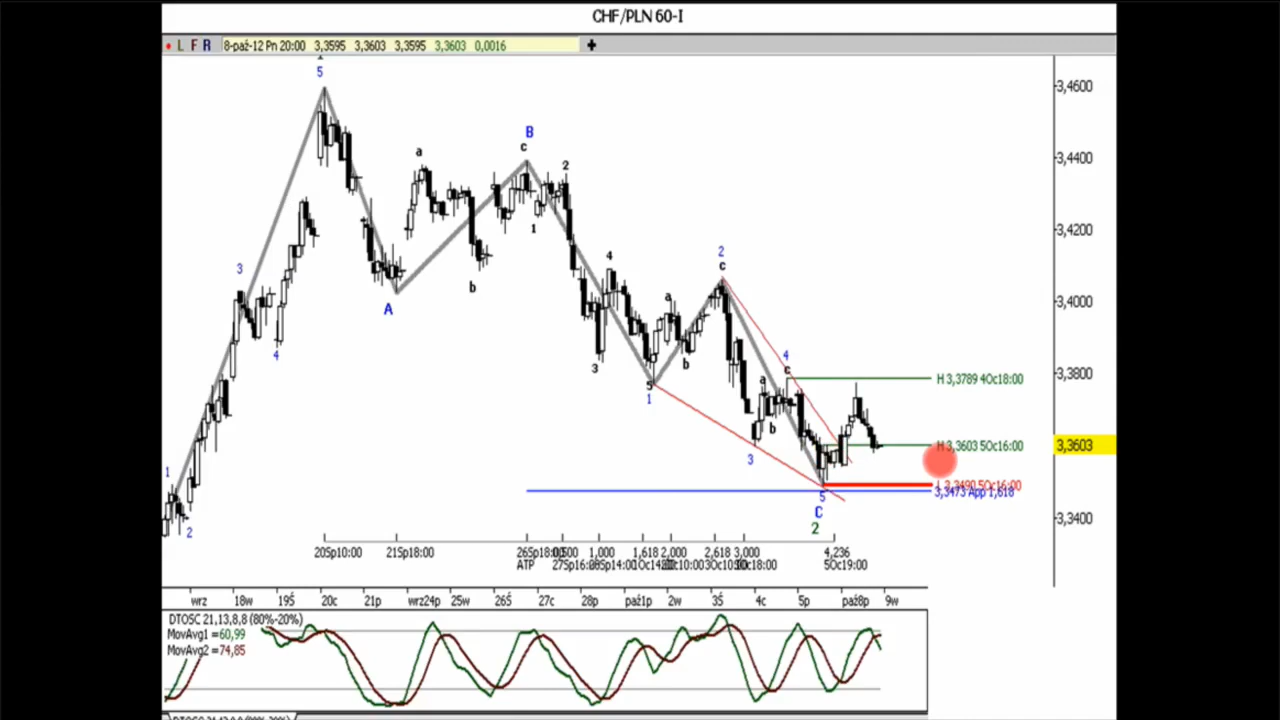 CHF/PLN 60-I
L F R 8-paź-12 Pn 20:00 3,3595 3,3603 3,3595 3,3603 0,0016
5
B
a
c
2
3,4600
3,4400
3,4200
3,4000
3,3800
3,3603
3,3400
3
4
1
2
A
b
1
4
3
a
b
5
1
2
c
4
c
a
b
3
5
C
2
H 3,3789 4Oc18:00
H 3,3603 5Oc16:00
L 3,3490 5Oc16:00
3,3473 App 1,618
20Sp10:00 21Sp18:00 1,000 1,618 2,000 2,618 3,000 4,236
ATP 5Oc19:00
wrz 18w 19Ś 20c 21p wrz24p 25w 26Ś 27c 28p paź1p 2w 3Ś 4c 5p paź8p 9w
DTOSC 21,13,8,8 (80%-20%)
MovAvg1 =60,99
MovAvg2 =74,85